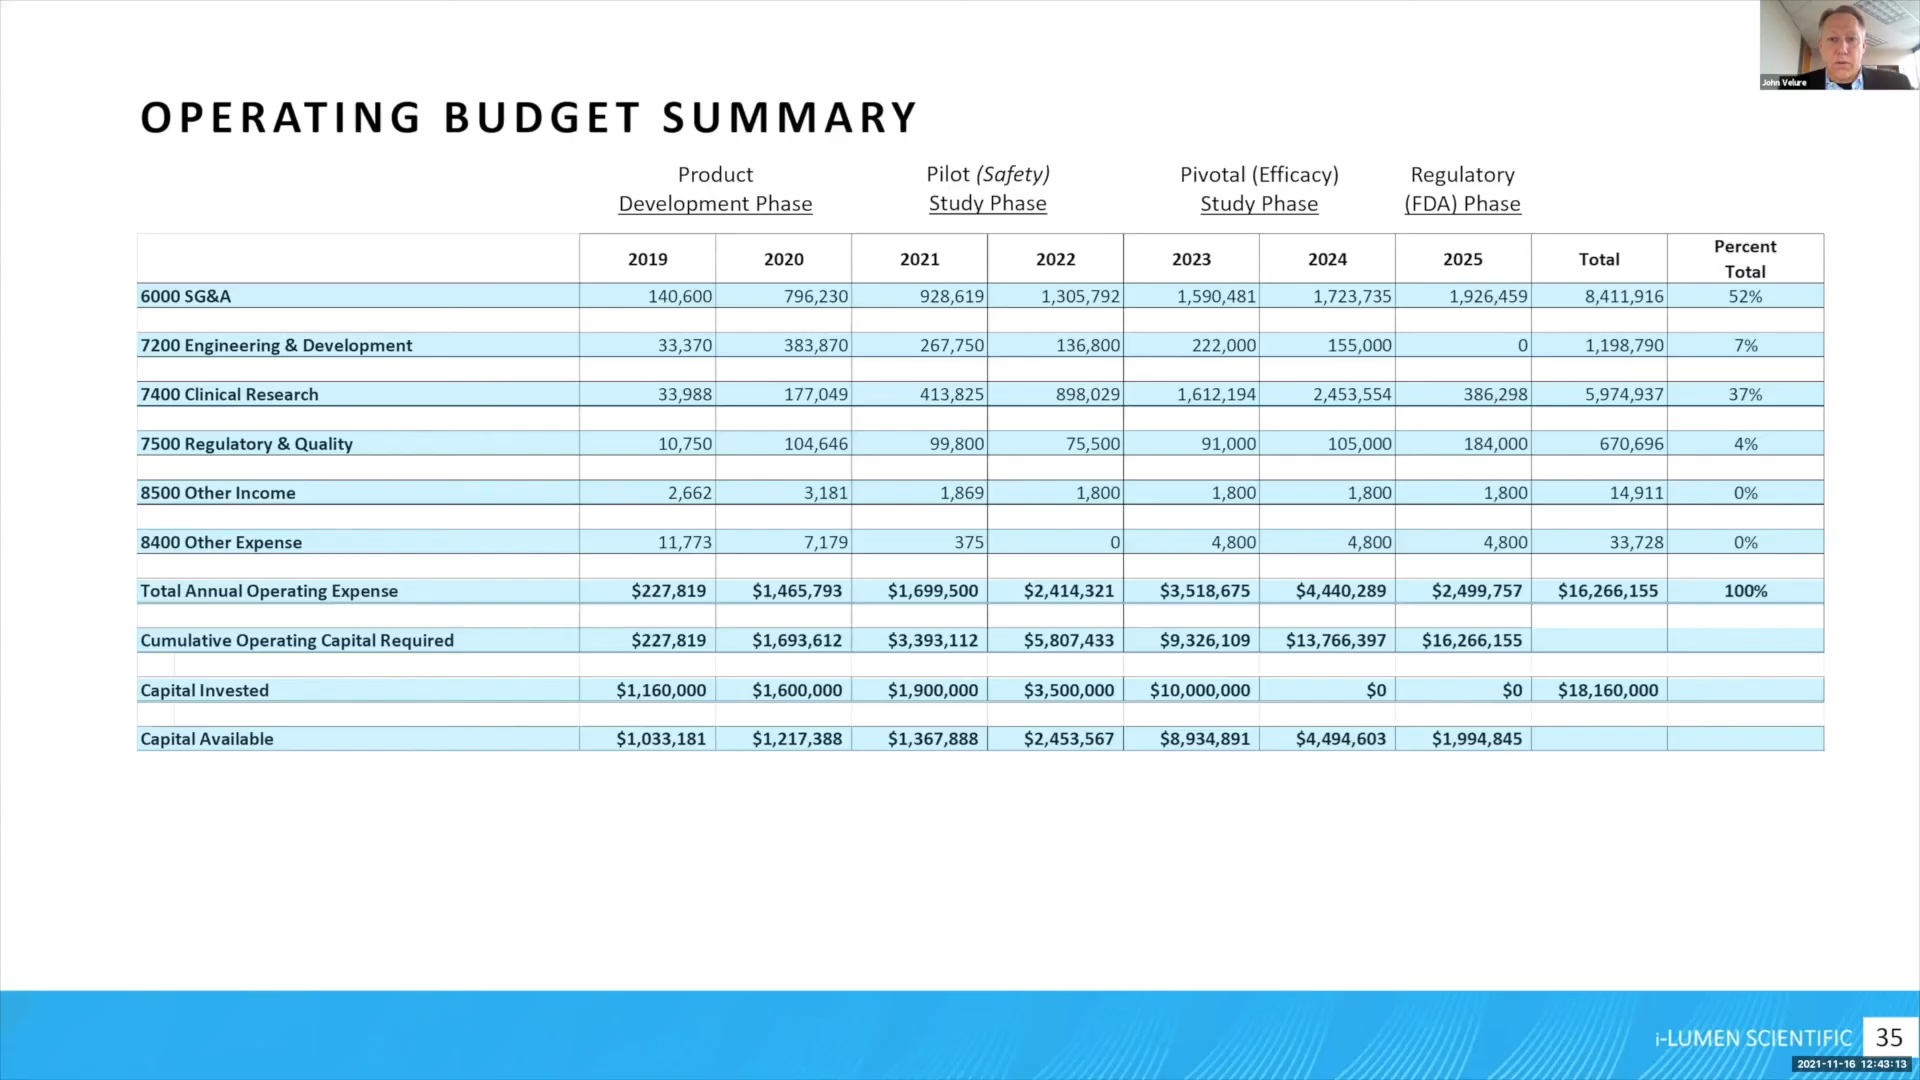 John Velure
OPERATING BUDGET SUMMARY
Product Development Phase
Pilot (Safety) Study Phase
Pivotal (Efficacy) Study Phase
Regulatory (FDA) Phase
2019 2020 2021 2022 2023 2024 2025 Total Percent Total
6000 SG&A 140,600 796,230 928,619 1,305,792 1,590,481 1,723,735 1,926,459 8,411,916 52%
7200 Engineering & Development 33,370 383,870 267,750 136,800 222,000 155,000 0 1,198,790 7%
7400 Clinical Research 33,988 177,049 413,825 898,029 1,612,194 2,453,554 386,298 5,974,937 37%
7500 Regulatory & Quality 10,750 104,646 99,800 75,500 91,000 105,000 184,000 670,696 4%
8500 Other Income 2,662 3,181 1,869 1,800 1,800 1,800 1,800 14,911 0%
8400 Other Expense 11,773 7,179 375 0 4,800 4,800 4,800 33,728 0%
Total Annual Operating Expense $227,819 $1,465,793 $1,699,500 $2,414,321 $3,518,675 $4,440,289 $2,499,757 $16,266,155 100%
Cumulative Operating Capital Required $227,819 $1,693,612 $3,393,112 $5,807,433 $9,326,109 $13,766,397 $16,266,155
Capital Invested $1,160,000 $1,600,000 $1,900,000 $3,500,000 $10,000,000 $0 $0 $18,160,000
Capital Available $1,033,181 $1,217,388 $1,367,888 $2,453,567 $8,934,891 $4,494,603 $1,994,845
i-LUMEN SCIENTIFIC 35
2021-11-16 12:43:13